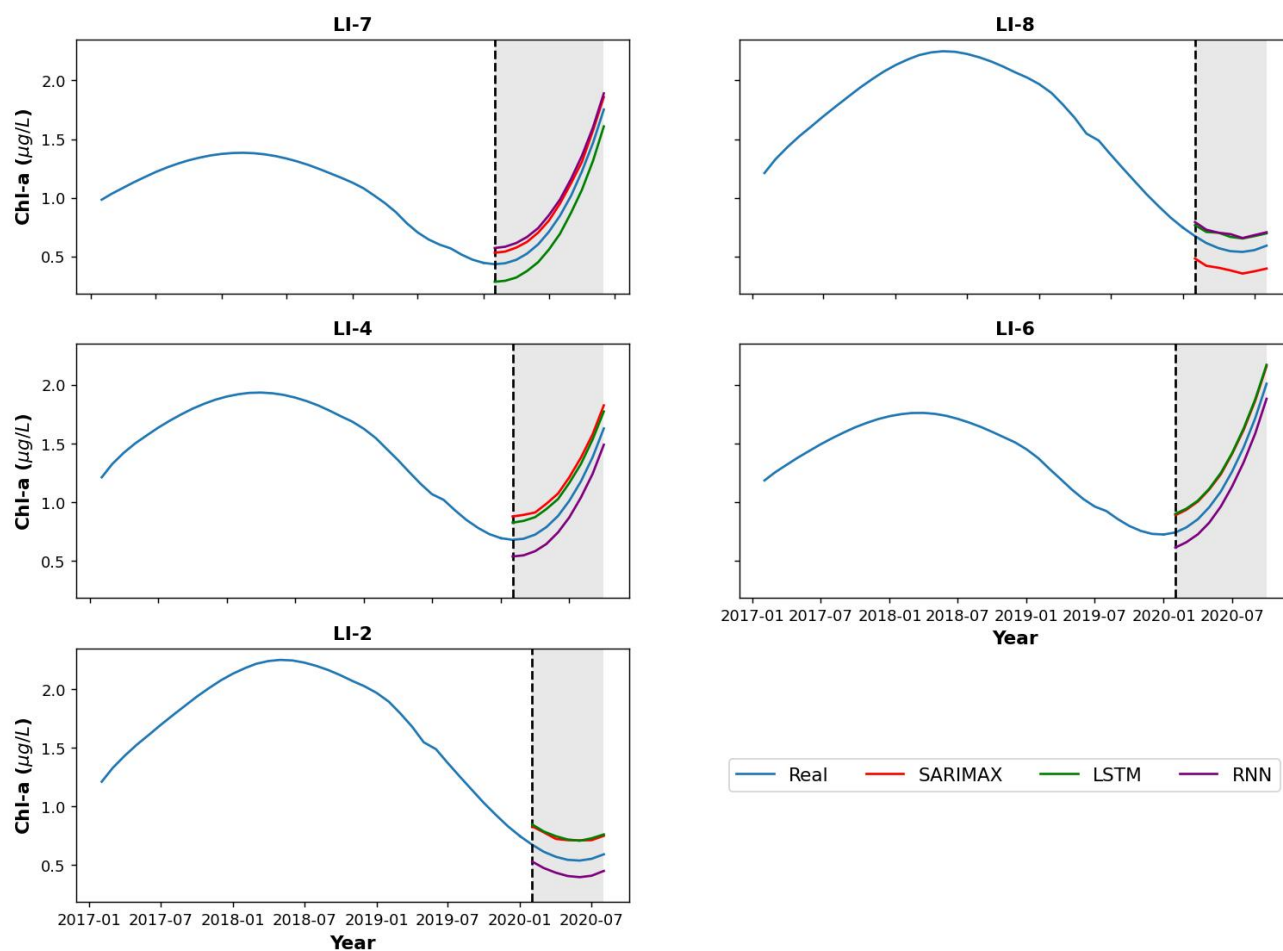 LI-7
LI-8
Chl-a (μg/L)
2.0
1.5
1.0
0.5
LI-4
LI-6
Chl-a (μg/L)
2.0
1.5
1.0
0.5
2017-01 2017-07 2018-01 2018-07 2019-01 2019-07 2020-01 2020-07
Year
LI-2
Chl-a (μg/L)
2.0
1.5
1.0
0.5
2017-01 2017-07 2018-01 2018-07 2019-01 2019-07 2020-01 2020-07
Year
Real SARIMAX LSTM RNN